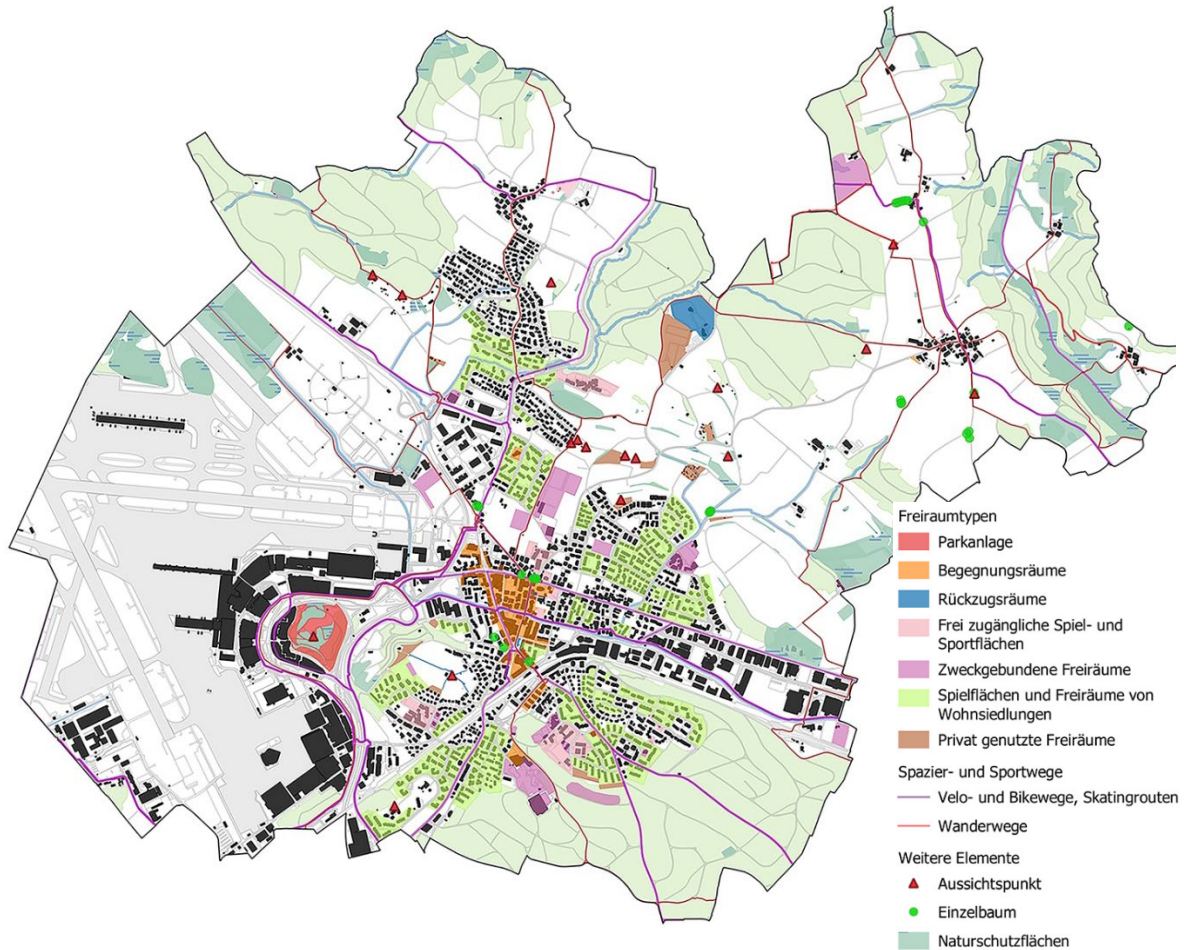 Freiraumtypen
Parkanlage
Begegnungsräume
Rückzugsräume
Frei zugängliche Spiel- und
Sportflächen
Zweckgebundene Freiräume
Spielflächen und Freiräume von
Wohnsiedlungen
Privat genutzte Freiräume
Spazier- und Sportwege
Velo- und Bikewege, Skatingrouten
Wanderwege
Weitere Elemente
Aussichtspunkt
Einzelbaum
Naturschutzflächen